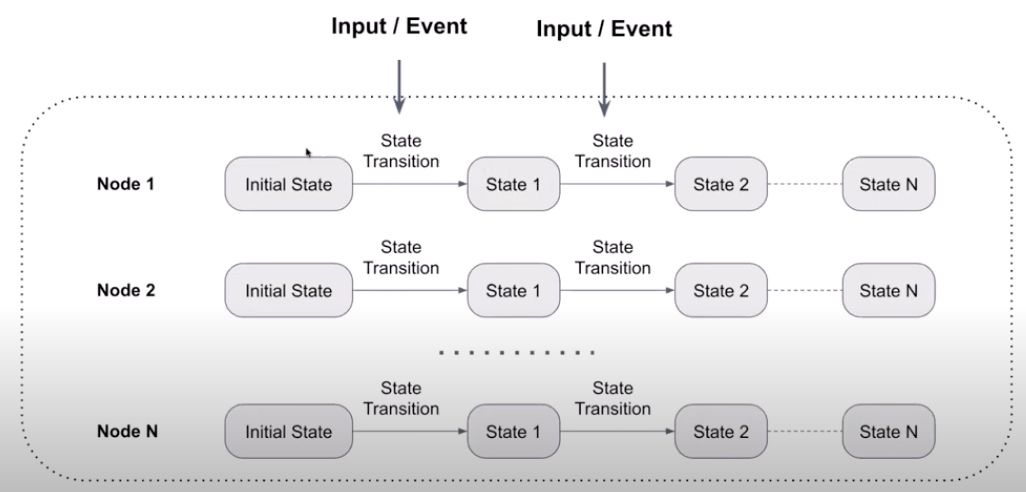 Input / Event
Input / Event
State
Transition
State
Transition
Node 1
Initial State
State 1
State 2
State N
State
Transition
State
Transition
Node 2
Initial State
State 1
State 2
State N
State
Transition
State
Transition
Node N
Initial State
State 1
State 2
State N